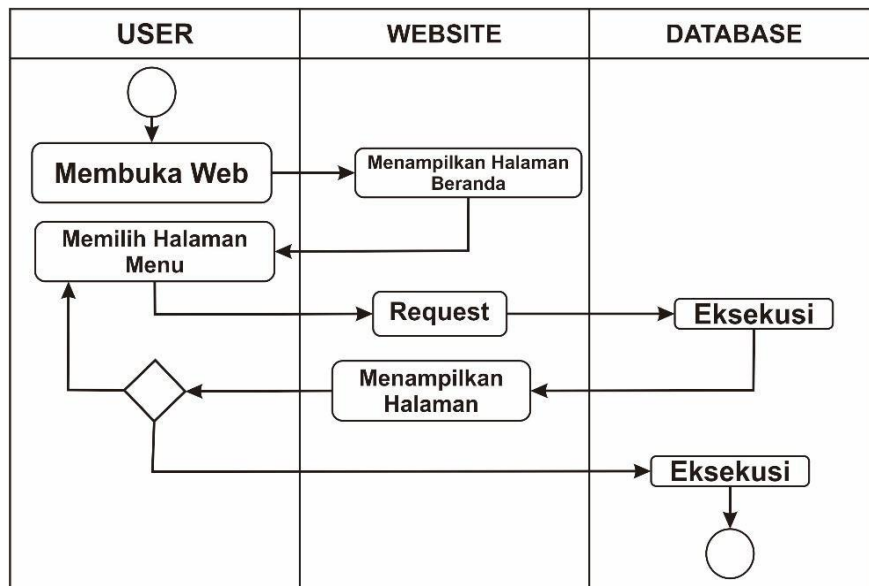 USER
WEBSITE
DATABASE
Membuka Web
Menampilkan Halaman
Beranda
Memilih Halaman
Menu
Request
Eksekusi
Menampilkan
Halaman
Eksekusi